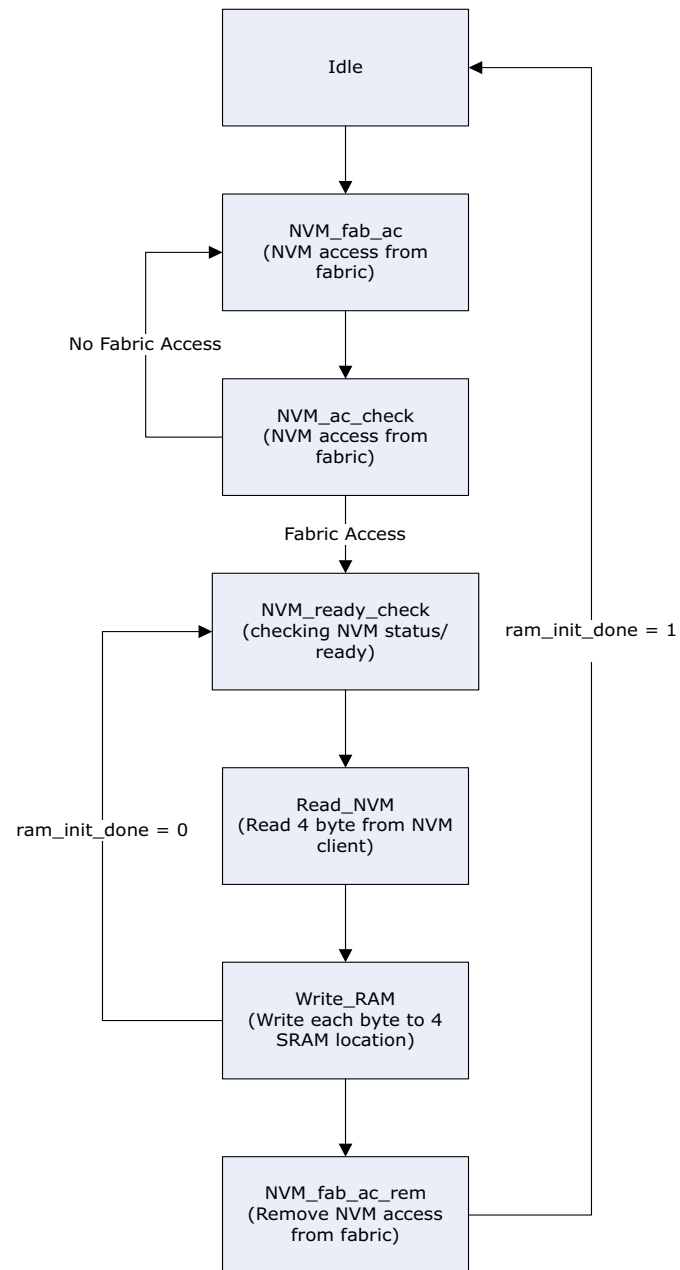 Idle
NVM_fab_ac
(NVM access from
fabric)
No Fabric Access
NVM_ac_check
(NVM access from
fabric)
Fabric Access
NVM_ready_check
(checking NVM status/
ready)
ram_init_done = 1
Read_NVM
(Read 4 byte from NVM
client)
ram_init_done = 0
Write_RAM
(Write each byte to 4
SRAM location)
NVM_fab_ac_rem
(Remove NVM access
from fabric)